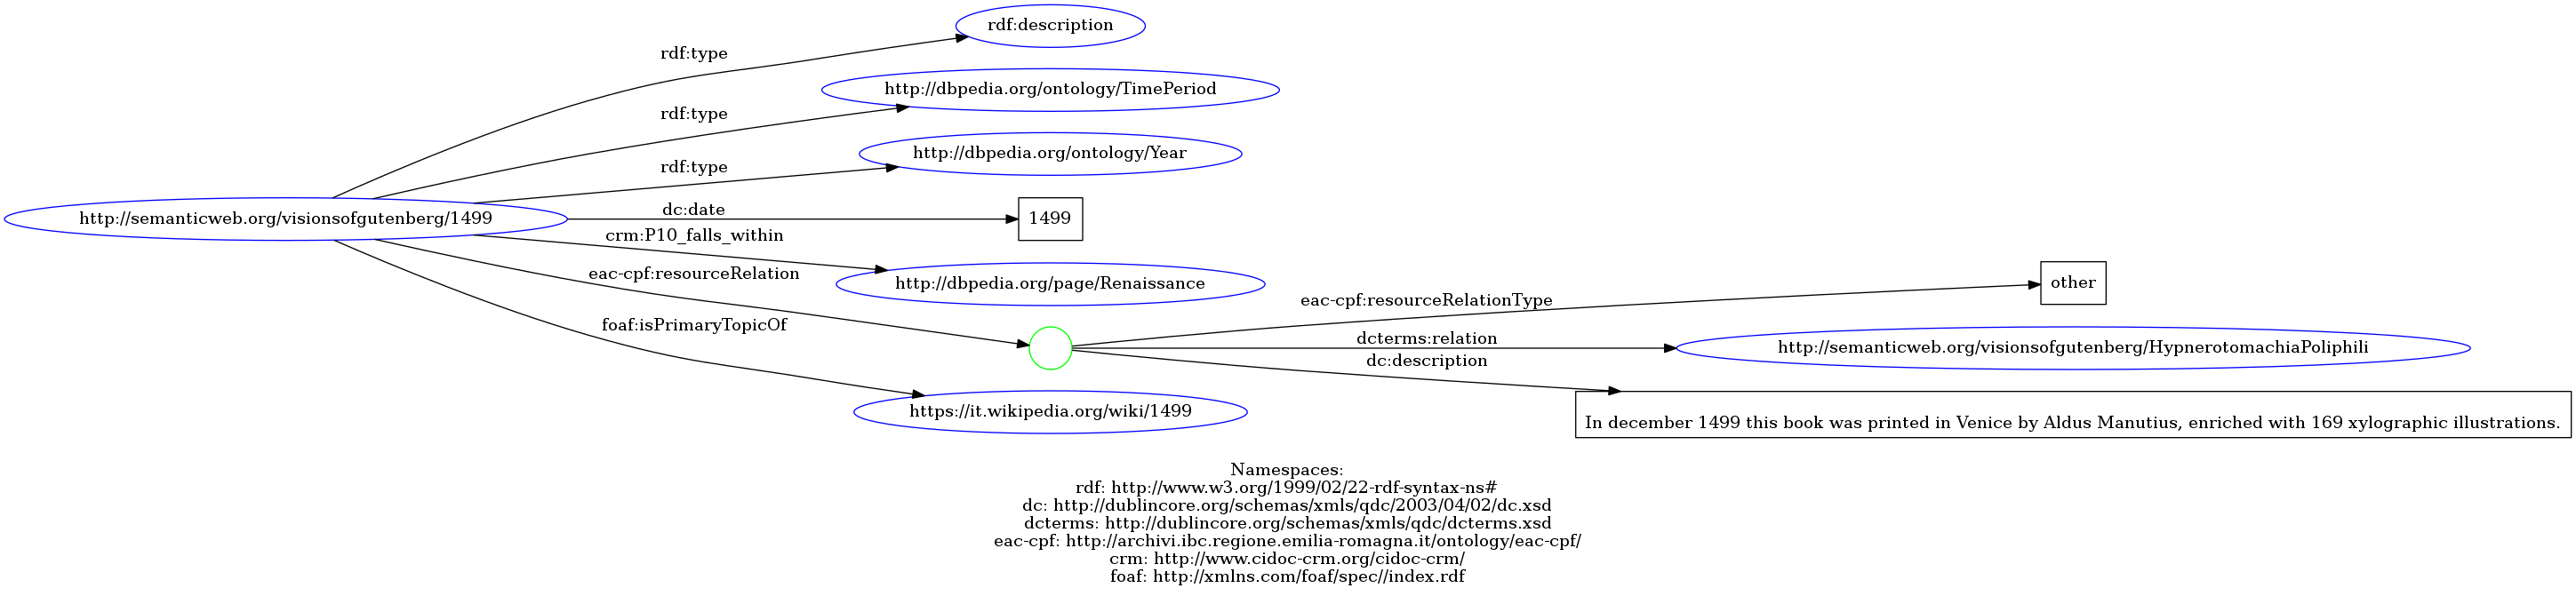 rdf:description
rdf:type
http://dbpedia.org/ontology/TimePeriod
rdf:type
http://dbpedia.org/ontology/Year
rdf:type
http://semanticweb.org/visionsofgutenberg/1499
dc:date
1499
crm:P10_falls_within
http://dbpedia.org/page/Renaissance
eac-cpf:resourceRelation
foaf:isPrimaryTopicOf
https://it.wikipedia.org/wiki/1499
eac-cpf:resourceRelationType
other
dcterms:relation
http://semanticweb.org/visionsofgutenberg/HypnerotomachiaPoliphili
dc:description
In december 1499 this book was printed in Venice by Aldus Manutius, enriched with 169 xylographic illustrations.
Namespaces:
rdf: http://www.w3.org/1999/02/22-rdf-syntax-ns#
dc: http://dublincore.org/schemas/xmls/qdc/2003/04/02/dc.xsd
dcterms: http://dublincore.org/schemas/xmls/qdc/dcterms.xsd
eac-cpf: http://archivi.ibc.regione.emilia-romagna.it/ontology/eac-cpf/
crm: http://www.cidoc-crm.org/cidoc-crm/
foaf: http://xmlns.com/foaf/spec//index.rdf